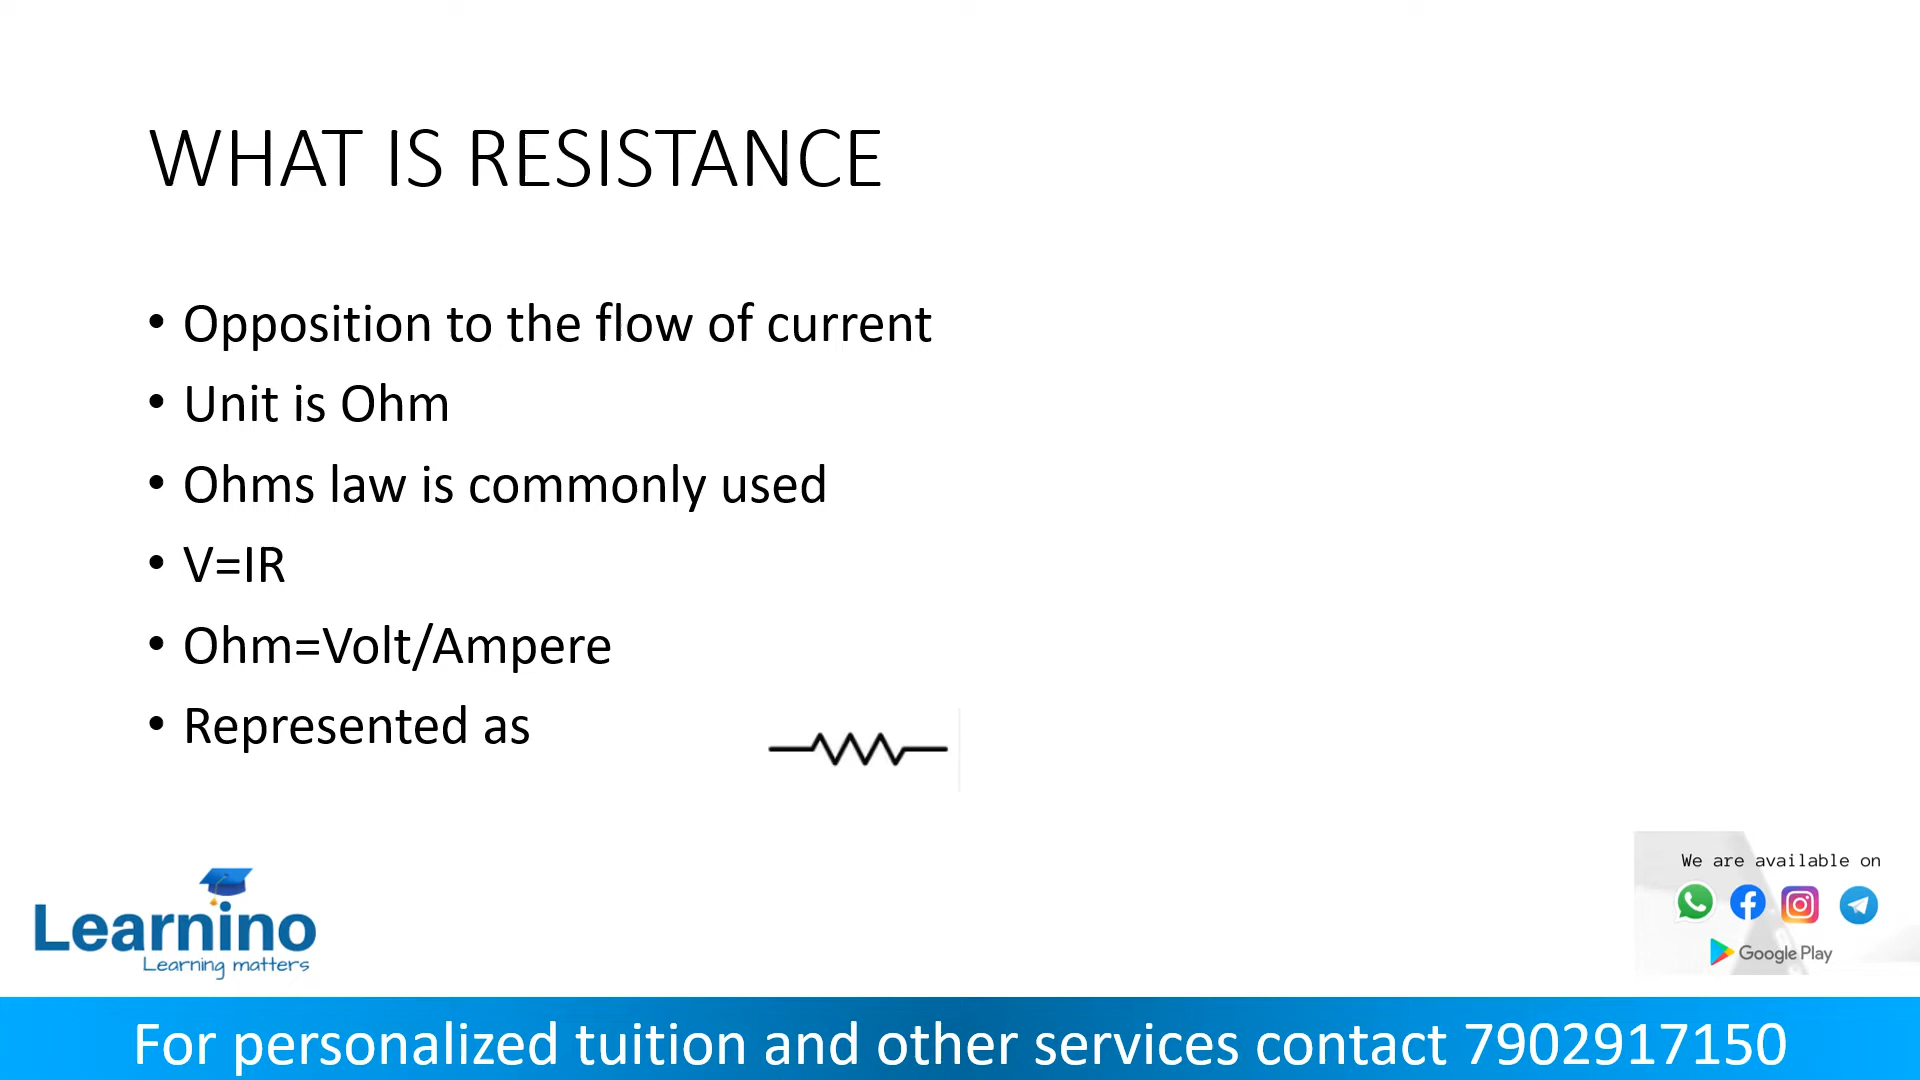 WHAT IS RESISTANCE
• Opposition to the flow of current
• Unit is Ohm
• Ohms law is commonly used
• V=IR
• Ohm=Volt/Ampere
• Represented as
Learnino
Learning matters
We are available on
Google Play
For personalized tuition and other services contact 7902917150